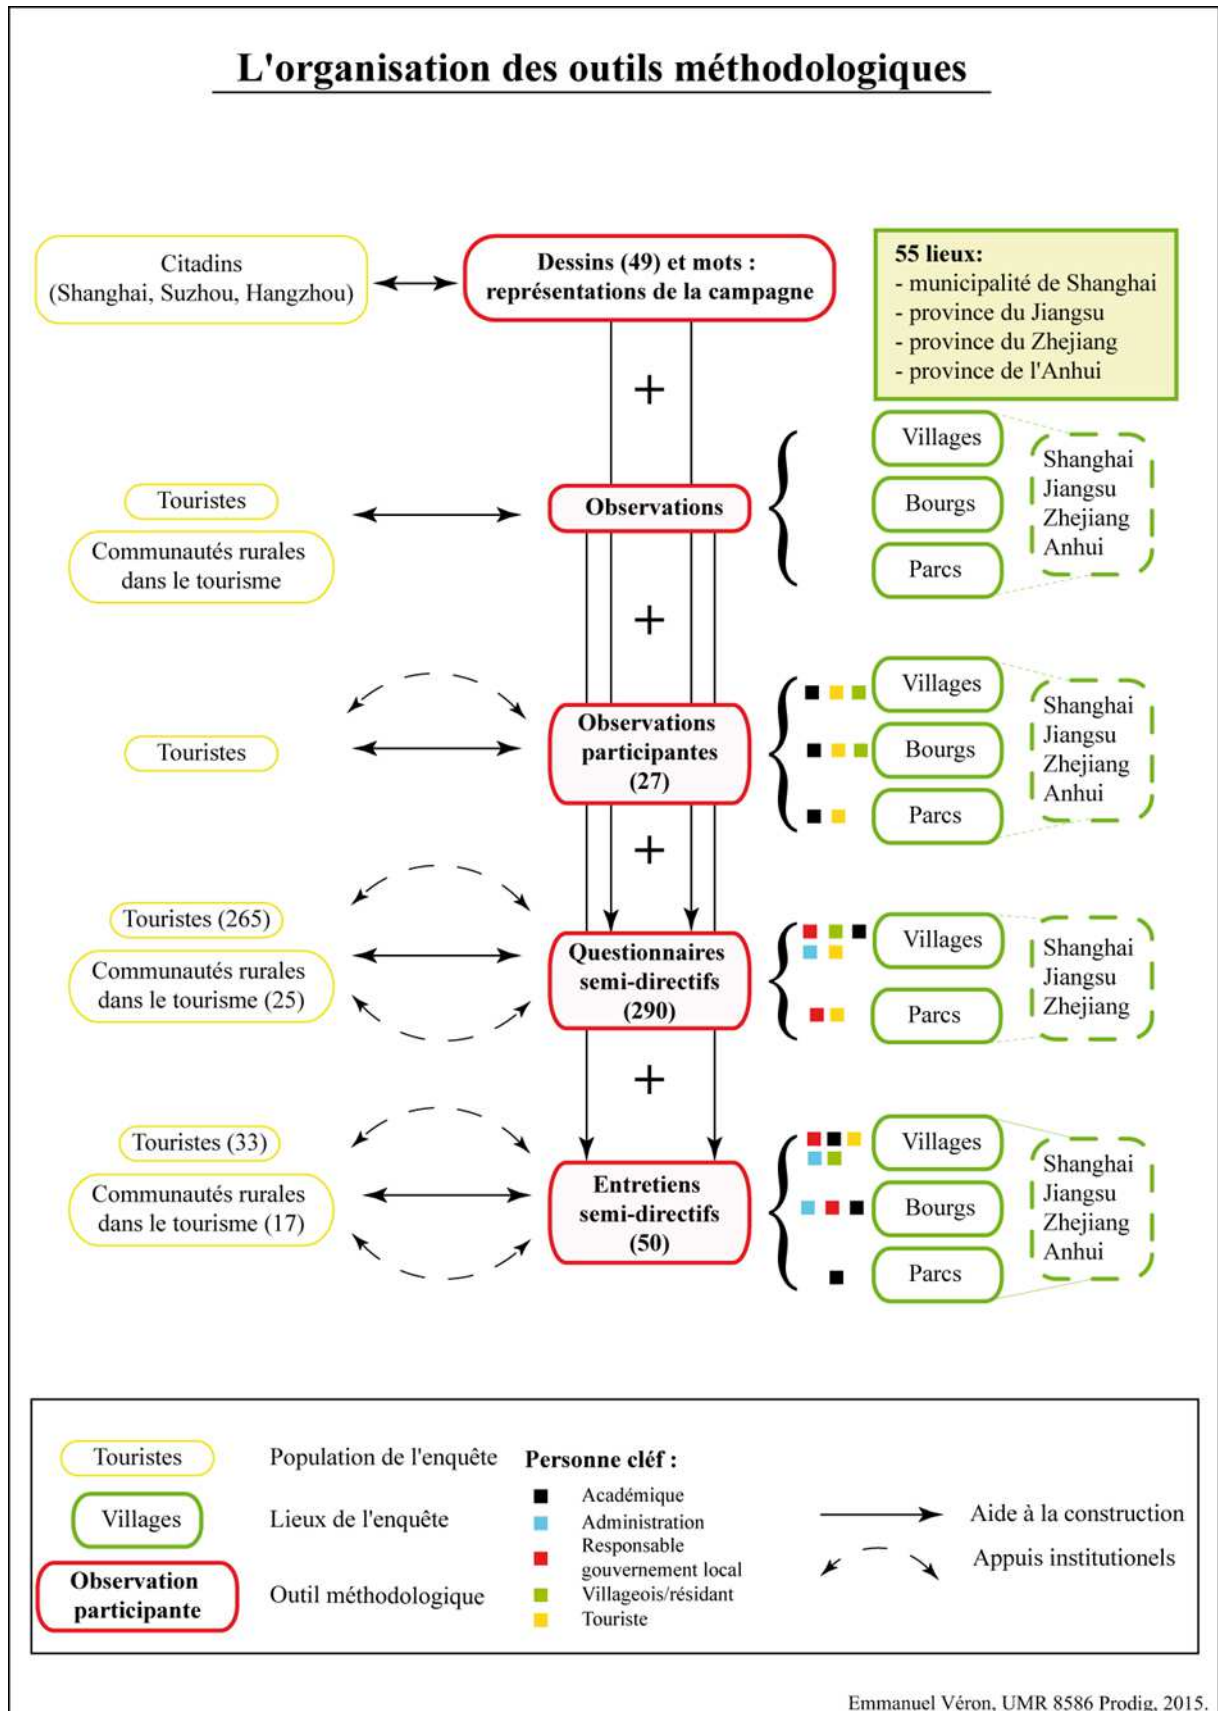 L'organisation des outils méthodologiques
Citadins
(Shanghai, Suzhou, Hangzhou)
Dessins (49) et mots :
représentations de la campagne
55 lieux:
- municipalité de Shanghai
- province du Jiangsu
- province du Zhejiang
- province de l'Anhui
+
Touristes
Communautés rurales
dans le tourisme
Observations
Villages
Bourgs
Parcs
Shanghai
Jiangsu
Zhejiang
Anhui
+
Touristes
Observations
participantes
(27)
Villages
Bourgs
Parcs
Shanghai
Jiangsu
Zhejiang
Anhui
+
Touristes (265)
Communautés rurales
dans le tourisme (25)
Questionnaires
semi-directifs
(290)
Villages
Parcs
Shanghai
Jiangsu
Zhejiang
+
Touristes (33)
Communautés rurales
dans le tourisme (17)
Entretiens
semi-directifs
(50)
Villages
Bourgs
Parcs
Shanghai
Jiangsu
Zhejiang
Anhui
Touristes
Population de l'enquête
Villages
Lieux de l'enquête
Observation
participante
Outil méthodologique
Personne cléf :
Académique
Administration
Responsable
gouvernement local
Villageois/résidant
Touriste
Aide à la construction
Appuis institutionels
Emmanuel Véron, UMR 8586 Prodig, 2015.